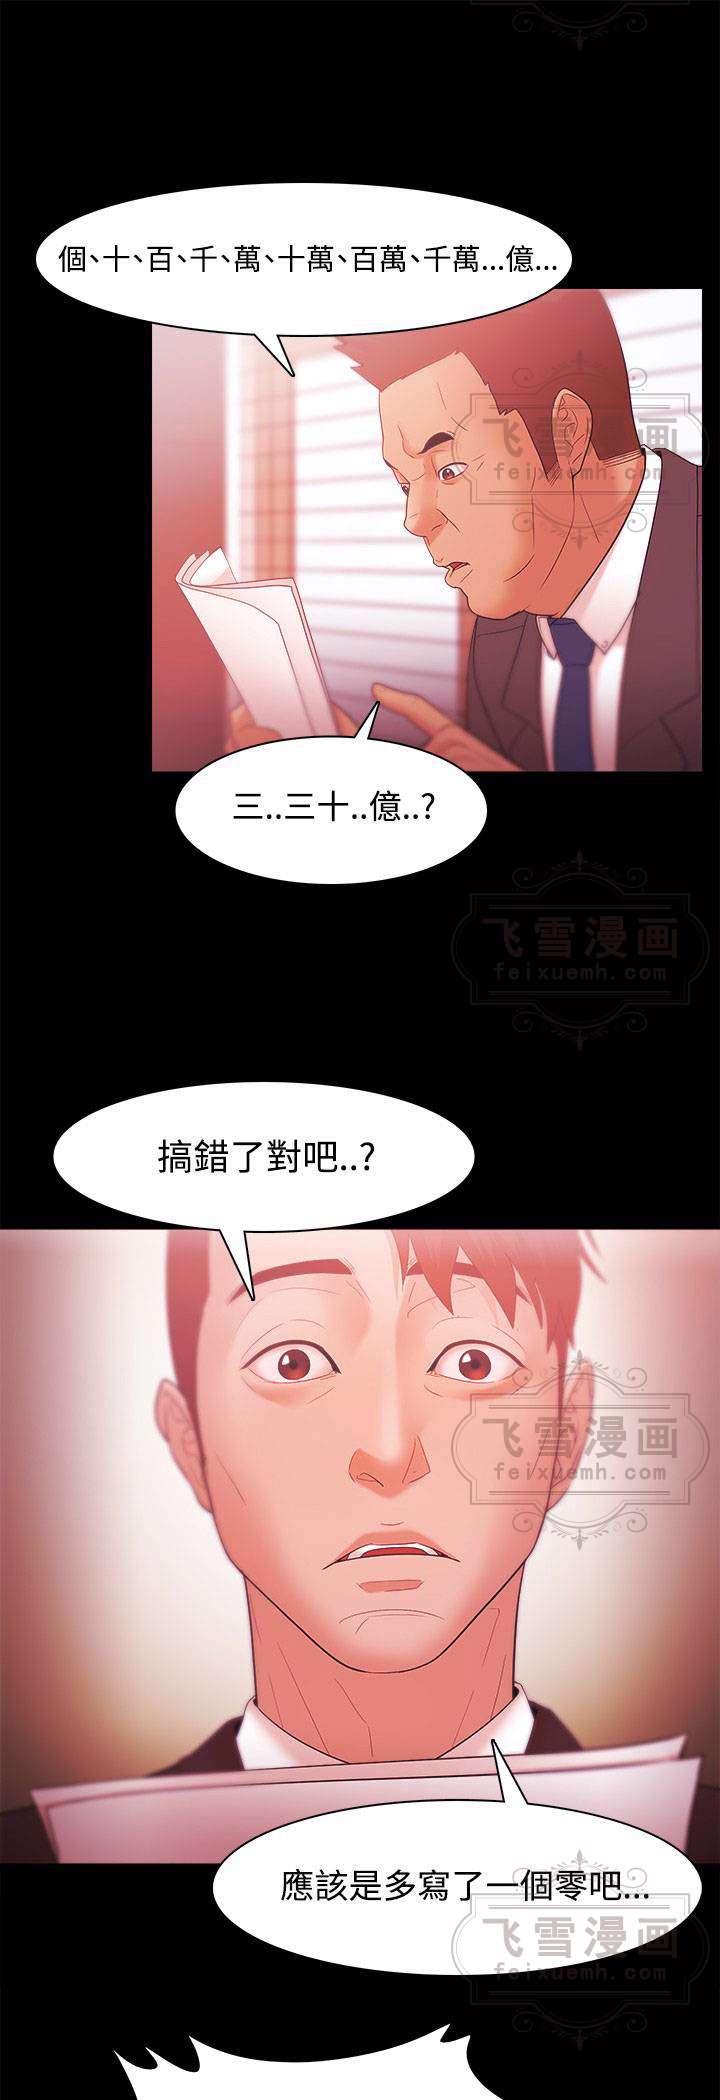 個、十、百、千、萬、十萬、百萬、千萬...億...
飞雪漫画
feixuemh.com
三..三十..億..?
飞雪漫画
feixuemh.com
搞錯了對吧..?
飞雪漫画
feixuemh.com
應該是多寫了一個零吧...
飞雪漫画
feixuemh.com